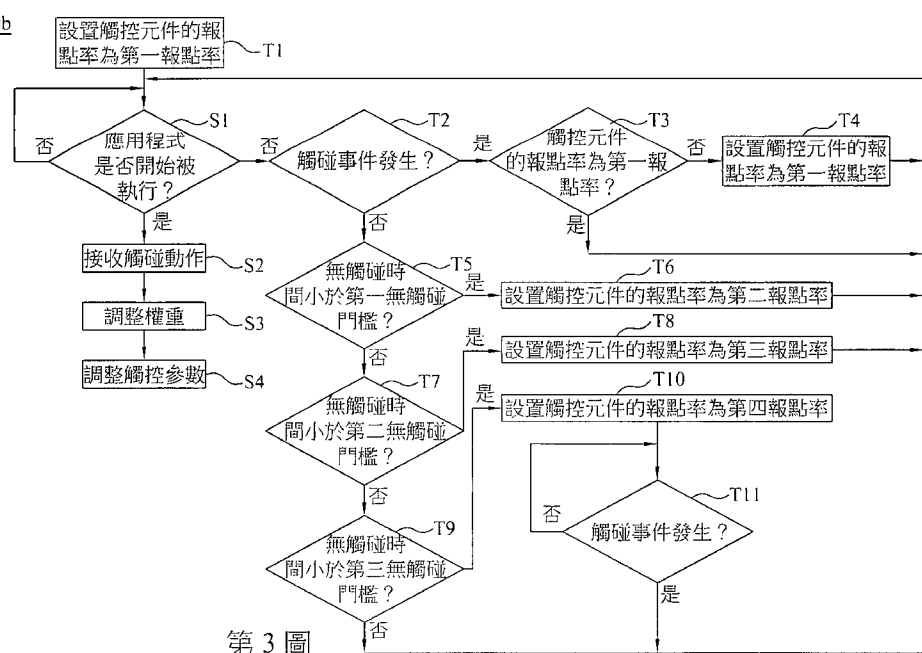 b
設置觸控元件的報
點率為第一報點率
T1
應用程式
是否開始被
執行？
S1
否
否
是
觸碰事件發生？
T2
是
否
觸控元件
的報點率為第一報
點率？
T3
否
是
設置觸控元件的報
點率為第一報點率
T4
接收觸碰動作
S2
調整權重
S3
調整觸控參數
S4
無觸碰時
間小於第一無觸碰
門檻？
T5
是
否
設置觸控元件的報點率為第二報點率
T6
無觸碰時
間小於第二無觸碰
門檻？
T7
是
否
設置觸控元件的報點率為第三報點率
T8
無觸碰時
間小於第三無觸碰
門檻？
T9
是
否
設置觸控元件的報點率為第四報點率
T10
觸碰事件發生？
T11
否
是
第 3 圖